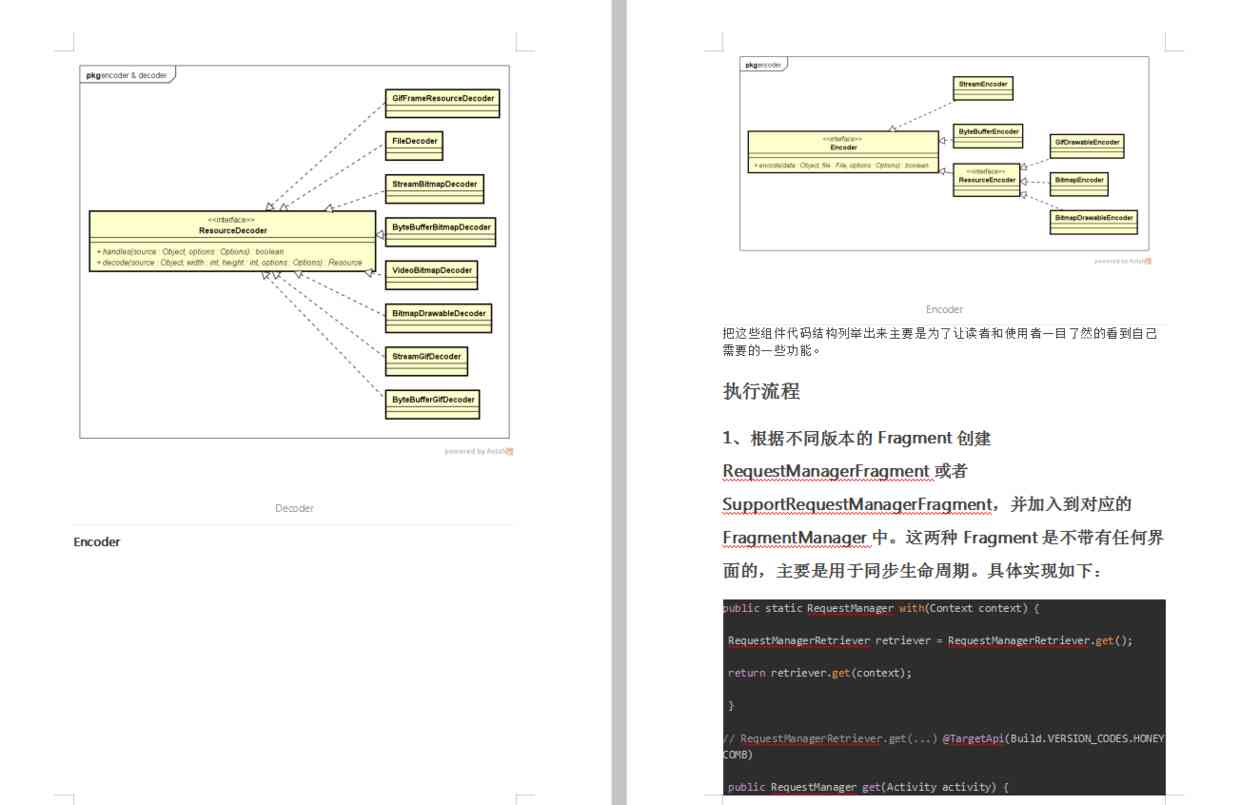 pkg encoder & decoder
GifFrameResourceDecoder
FileDecoder
StreamBitmapDecoder
<<interface>>
ResourceDecoder
+ handles(source : Object, options : Options) : boolean
+ decode(source : Object, width : int, height : int, options : Options) : Resource
ByteBufferBitmapDecoder
VideoBitmapDecoder
BitmapDrawableDecoder
StreamGifDecoder
ByteBufferGifDecoder
powered by Astah
Decoder
Encoder
pkg encoder
StreamEncoder
<<interface>>
Encoder
+ encode(data : Object, file : File, options : Options) : boolean
ByteBufferEncoder
<<interface>>
ResourceEncoder
GifDrawableEncoder
BitmapEncoder
BitmapDrawableEncoder
powered by Astah
Encoder
把这些组件代码结构列举出来主要是为了让读者和使用者一目了然的看到自己
需要的一些功能。
执行流程
1、根据不同版本的 Fragment 创建
RequestManagerFragment 或者
SupportRequestManagerFragment，并加入到对应的
FragmentManager 中。这两种 Fragment 是不带有任何界
面的，主要是用于同步生命周期。具体实现如下：
public static RequestManager with(Context context) {
RequestManagerRetriever retriever = RequestManagerRetriever.get();
return retriever.get(context);
}
// RequestManagerRetriever.get(...) @TargetApi(Build.VERSION_CODES.HONEY
COMB)
public RequestManager get(Activity activity) {